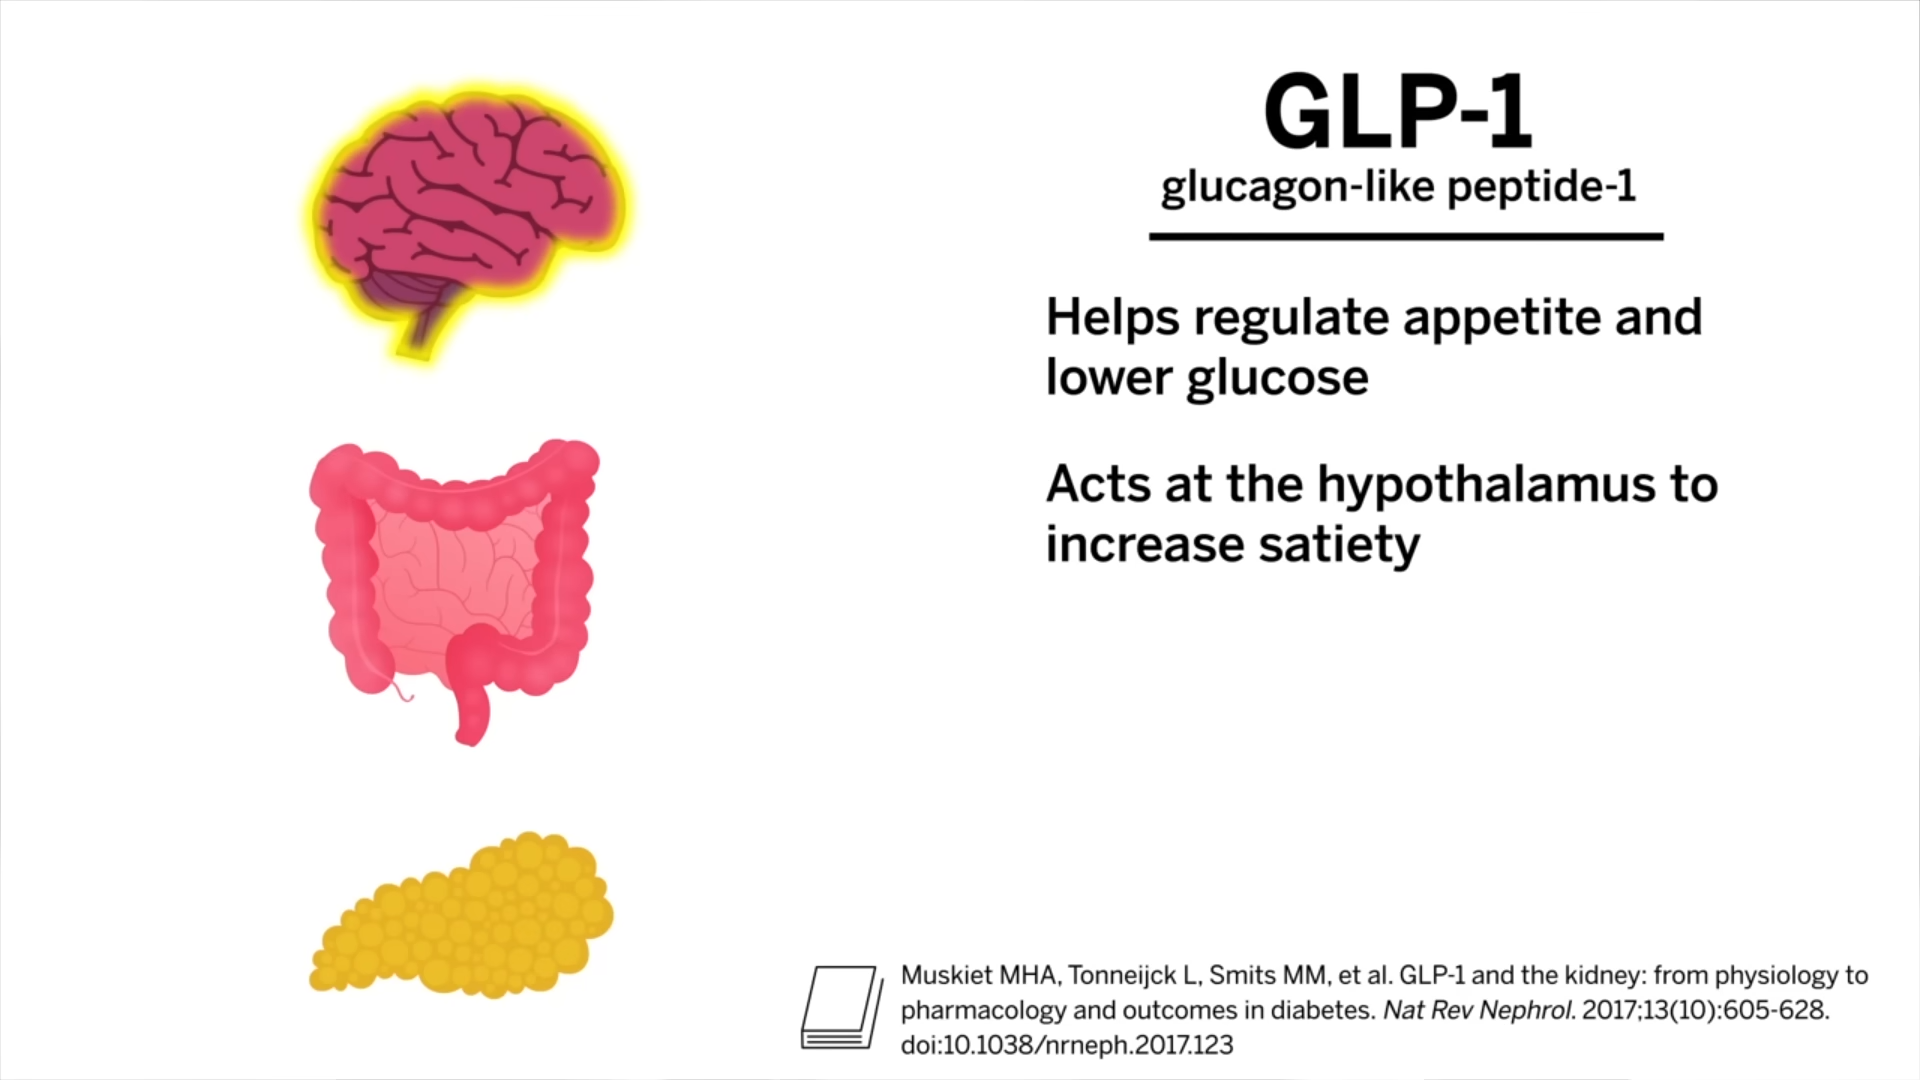 GLP-1
glucagon-like peptide-1
Helps regulate appetite and
lower glucose
Acts at the hypothalamus to
increase satiety
Muskiet MHA, Tonneijck L, Smits MM, et al. GLP-1 and the kidney: from physiology to
pharmacology and outcomes in diabetes. Nat Rev Nephrol. 2017;13(10):605-628.
doi:10.1038/nrneph.2017.123